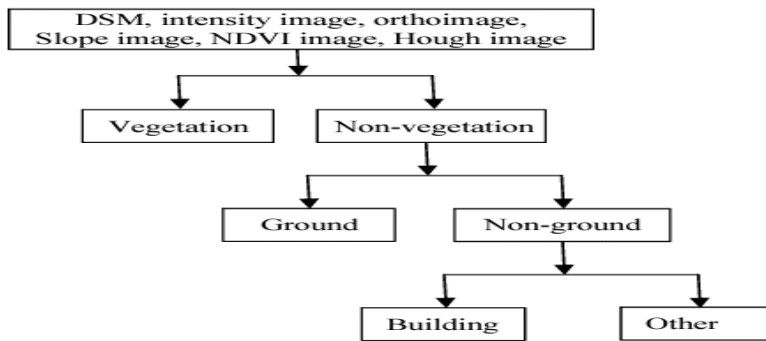 DSM, intensity image, orthoimage,
Slope image, NDVI image, Hough image
Vegetation
Non-vegetation
Ground
Non-ground
Building
Other